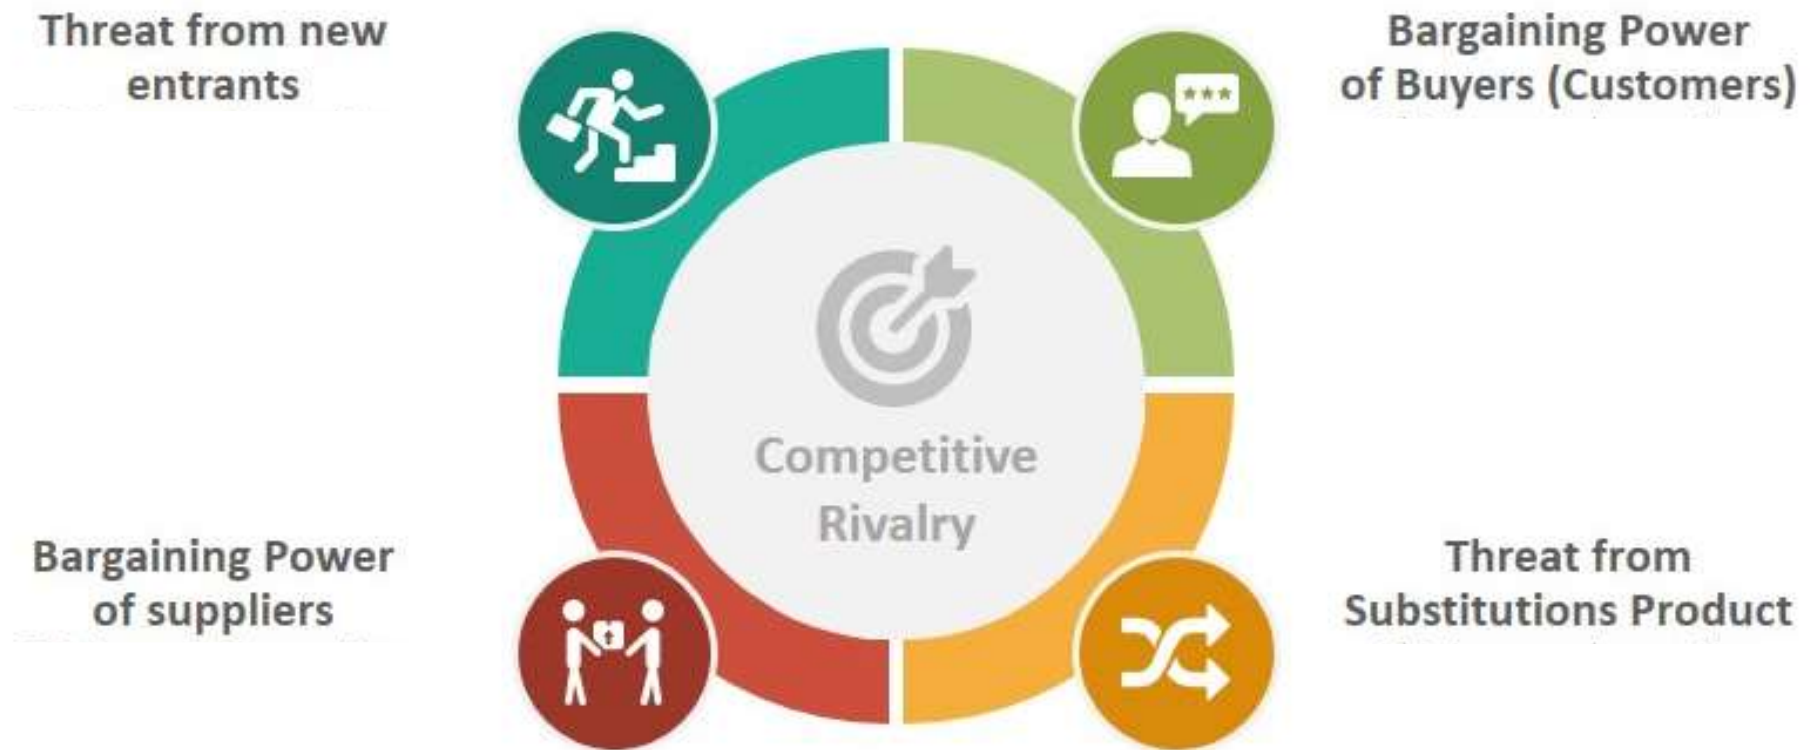 Threat from new
entrants
Bargaining Power
of Buyers (Customers)
Competitive
Rivalry
Bargaining Power
of suppliers
Threat from
Substitutions Product